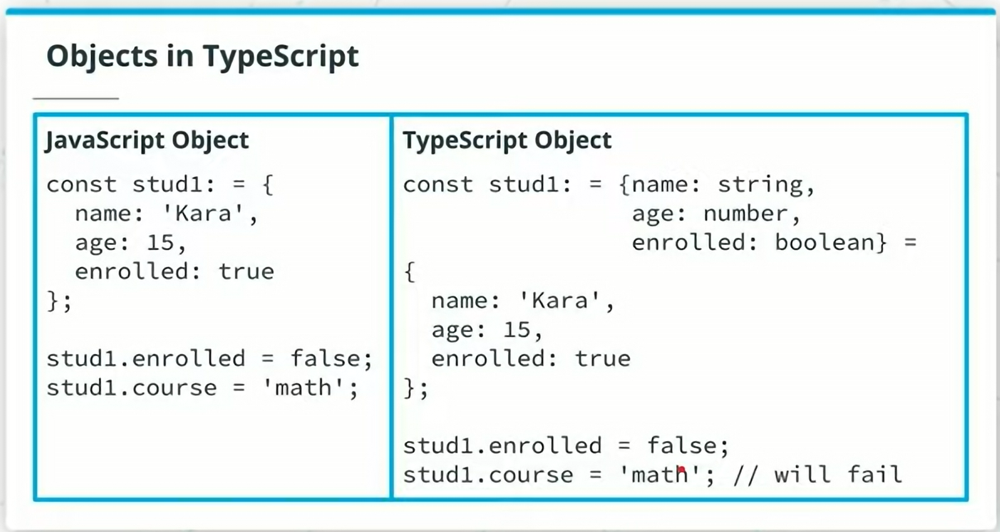 Objects in TypeScript
JavaScript Object
const stud1: = {
  name: 'Kara',
  age: 15,
  enrolled: true
};

stud1.enrolled = false;
stud1.course = 'math';
TypeScript Object
const stud1: = {name: string,
                age: number,
                enrolled: boolean} =
{
  name: 'Kara',
  age: 15,
  enrolled: true
};

stud1.enrolled = false;
stud1.course = 'math'; // will fail